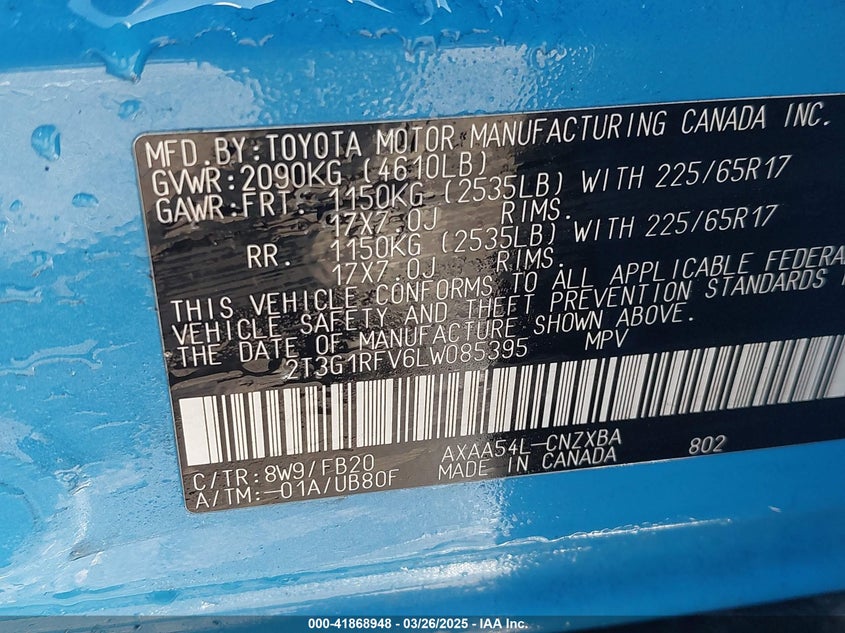 MFD.BY:TOYOTA MOTOR MANUFACTURING CANADA INC.
GVWR:2090KG (4610LB)
GAWR:FRT: 1150KG (2535LB) WITH 225/65R17
17X7.0J RIMS.
RR. 1150KG (2535LB) WITH 225/65R17
17X7.0J RIMS.
THIS VEHICLE CONFORMS TO ALL APPLICABLE FEDERA
VEHICLE SAFETY AND THEFT PREVENTION STANDARDS
THE DATE OF MANUFACTURE SHOWN ABOVE.
2T3G1RFV6LW085395 MPV
C/TR:8W9/FB20 AXAA54L-CNZXBA 802
A/TM:-01A/UB80F MADE IN CANADA
000-41868948 - 03/26/2025 - IAA Inc.